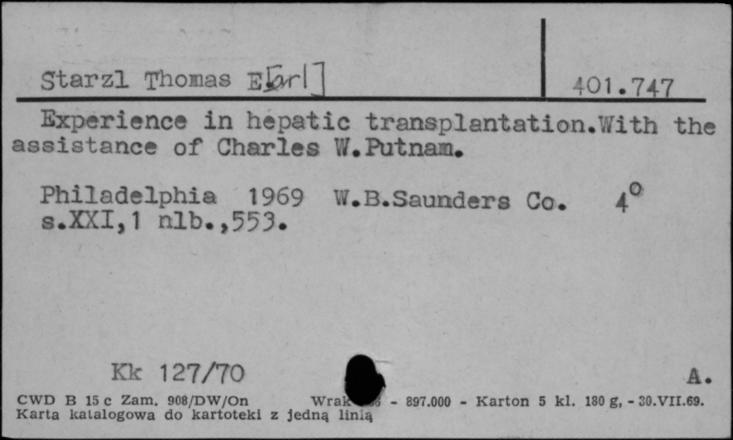 Starzl Thomas E[arl]
401.747
Experience in hepatic transplantation.With the
assistance of Charles W.Putnam.
Philadelphia 1969 W.B.Saunders Co. 4°
s.XXI,1 nlb.,553.
Kk 127/70
A.
CWD B 15 c Zam. 908/DW/On - 897.000 - Karton 5 kl. 180 g, - 30.VII.69.
Karta katalogowa do kartoteki z jedną linią